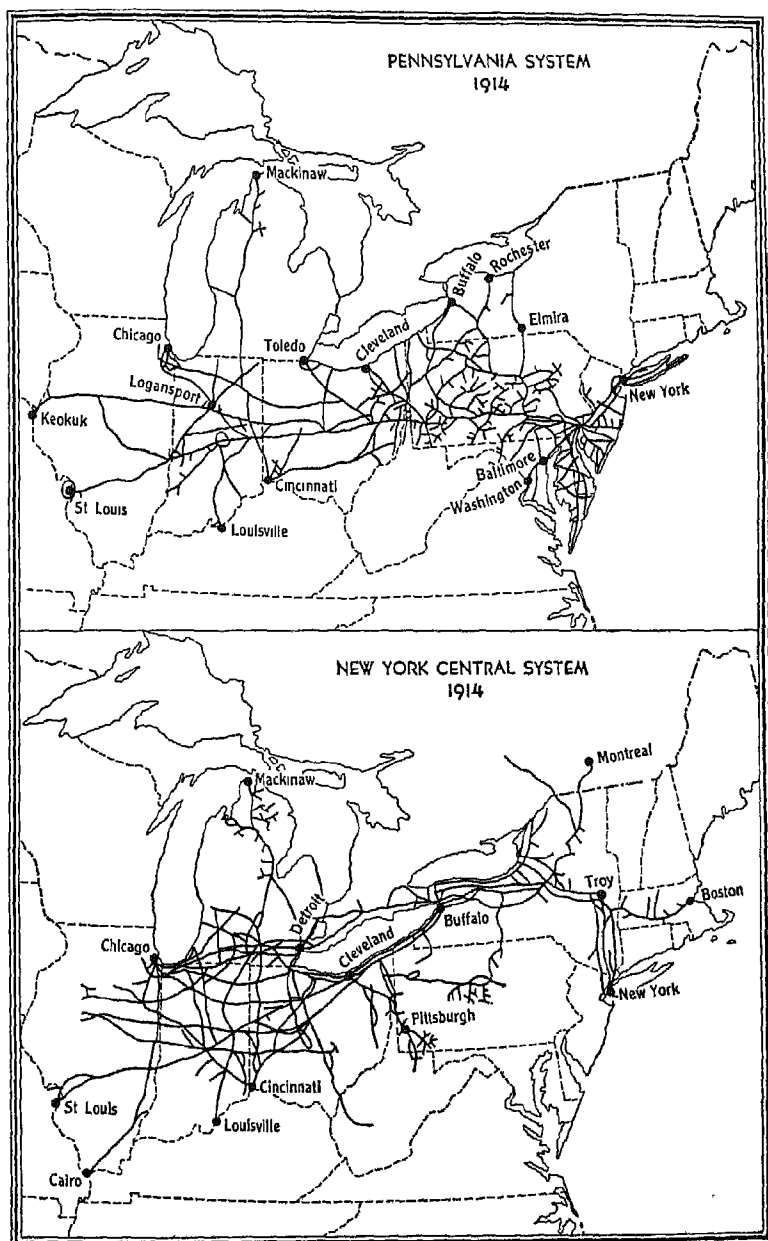 PENNSYLVANIA SYSTEM
1914
Mackinaw
Rochester
Buffalo
Elmira
Chicago
Toledo
Cleveland
Logansport
New York
Keokuk
Baltimore
Cincinnati
Washington
St Louis
Louisville
NEW YORK CENTRAL SYSTEM
1914
Montreal
Mackinaw
Troy
Boston
Detroit
Buffalo
Chicago
Cleveland
New York
Pittsburgh
Cincinnati
St Louis
Louisville
Cairo